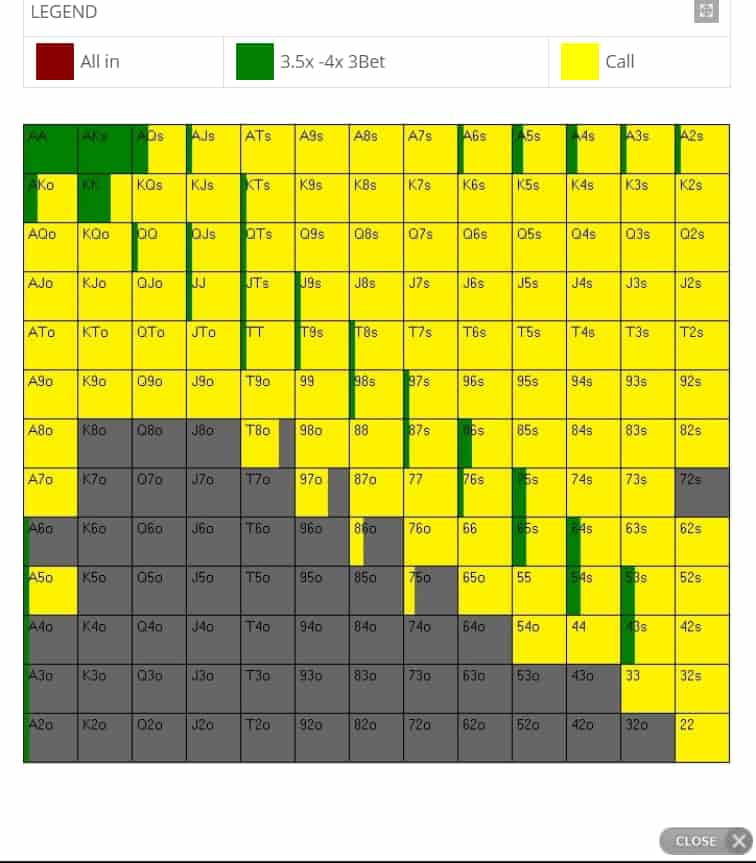 LEGEND
All in 3.5x -4x 3Bet Call
AA AKs AQs AJs ATs A9s A8s A7s A6s A5s A4s A3s A2s
AKo KK KQs KJs KTs K9s K8s K7s K6s K5s K4s K3s K2s
AQo KQo QQ QJs QTs Q9s Q8s Q7s Q6s Q5s Q4s Q3s Q2s
AJo KJo QJo JJ JTs J9s J8s J7s J6s J5s J4s J3s J2s
ATo KTo QTo JTo TT T9s T8s T7s T6s T5s T4s T3s T2s
A9o K9o Q9o J9o T9o 99 98s 97s 96s 95s 94s 93s 92s
A8o K8o Q8o J8o T8o 98o 88 87s 86s 85s 84s 83s 82s
A7o K7o Q7o J7o T7o 97o 87o 77 76s 75s 74s 73s 72s
A6o K6o Q6o J6o T6o 96o 86o 76o 66 65s 64s 63s 62s
A5o K5o Q5o J5o T5o 95o 85o 75o 65o 55 54s 53s 52s
A4o K4o Q4o J4o T4o 94o 84o 74o 64o 54o 44 43s 42s
A3o K3o Q3o J3o T3o 93o 83o 73o 63o 53o 43o 33 32s
A2o K2o Q2o J2o T2o 92o 82o 72o 62o 52o 42o 32o 22
CLOSE